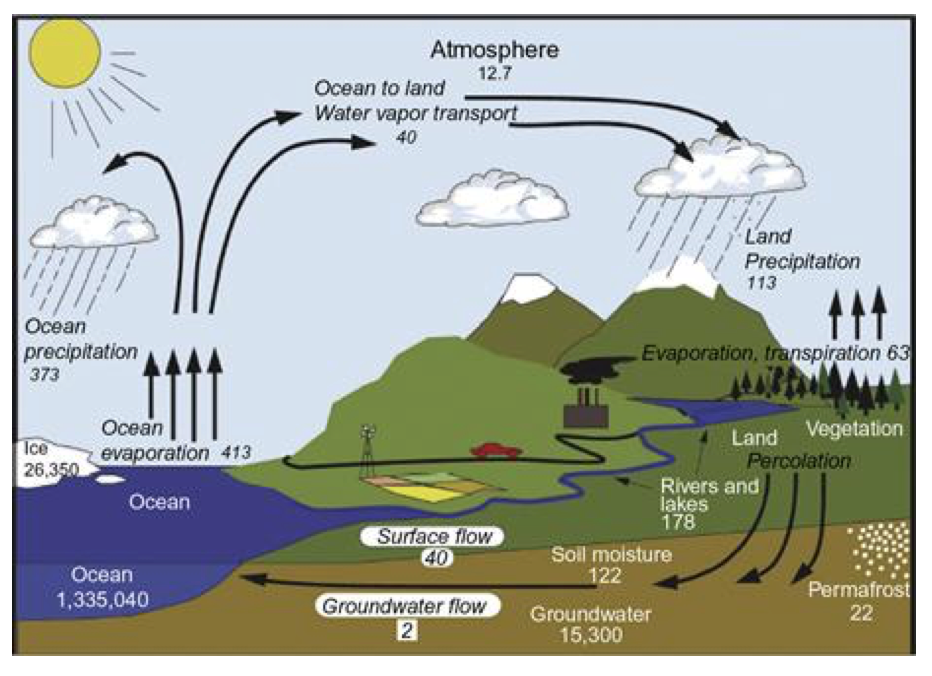 Atmosphere
12.7
Ocean to land
Water vapor transport
40
Land
Precipitation
113
Ocean
precipitation
373
Evaporation, transpiration 63
Ocean
evaporation 413
Ice
26,350
Land
Vegetation
Percolation
Ocean
Rivers and
lakes
178
Surface flow
40
Soil moisture
122
Ocean
1,335,040
Permafrost
22
Groundwater flow
2
Groundwater
15,300